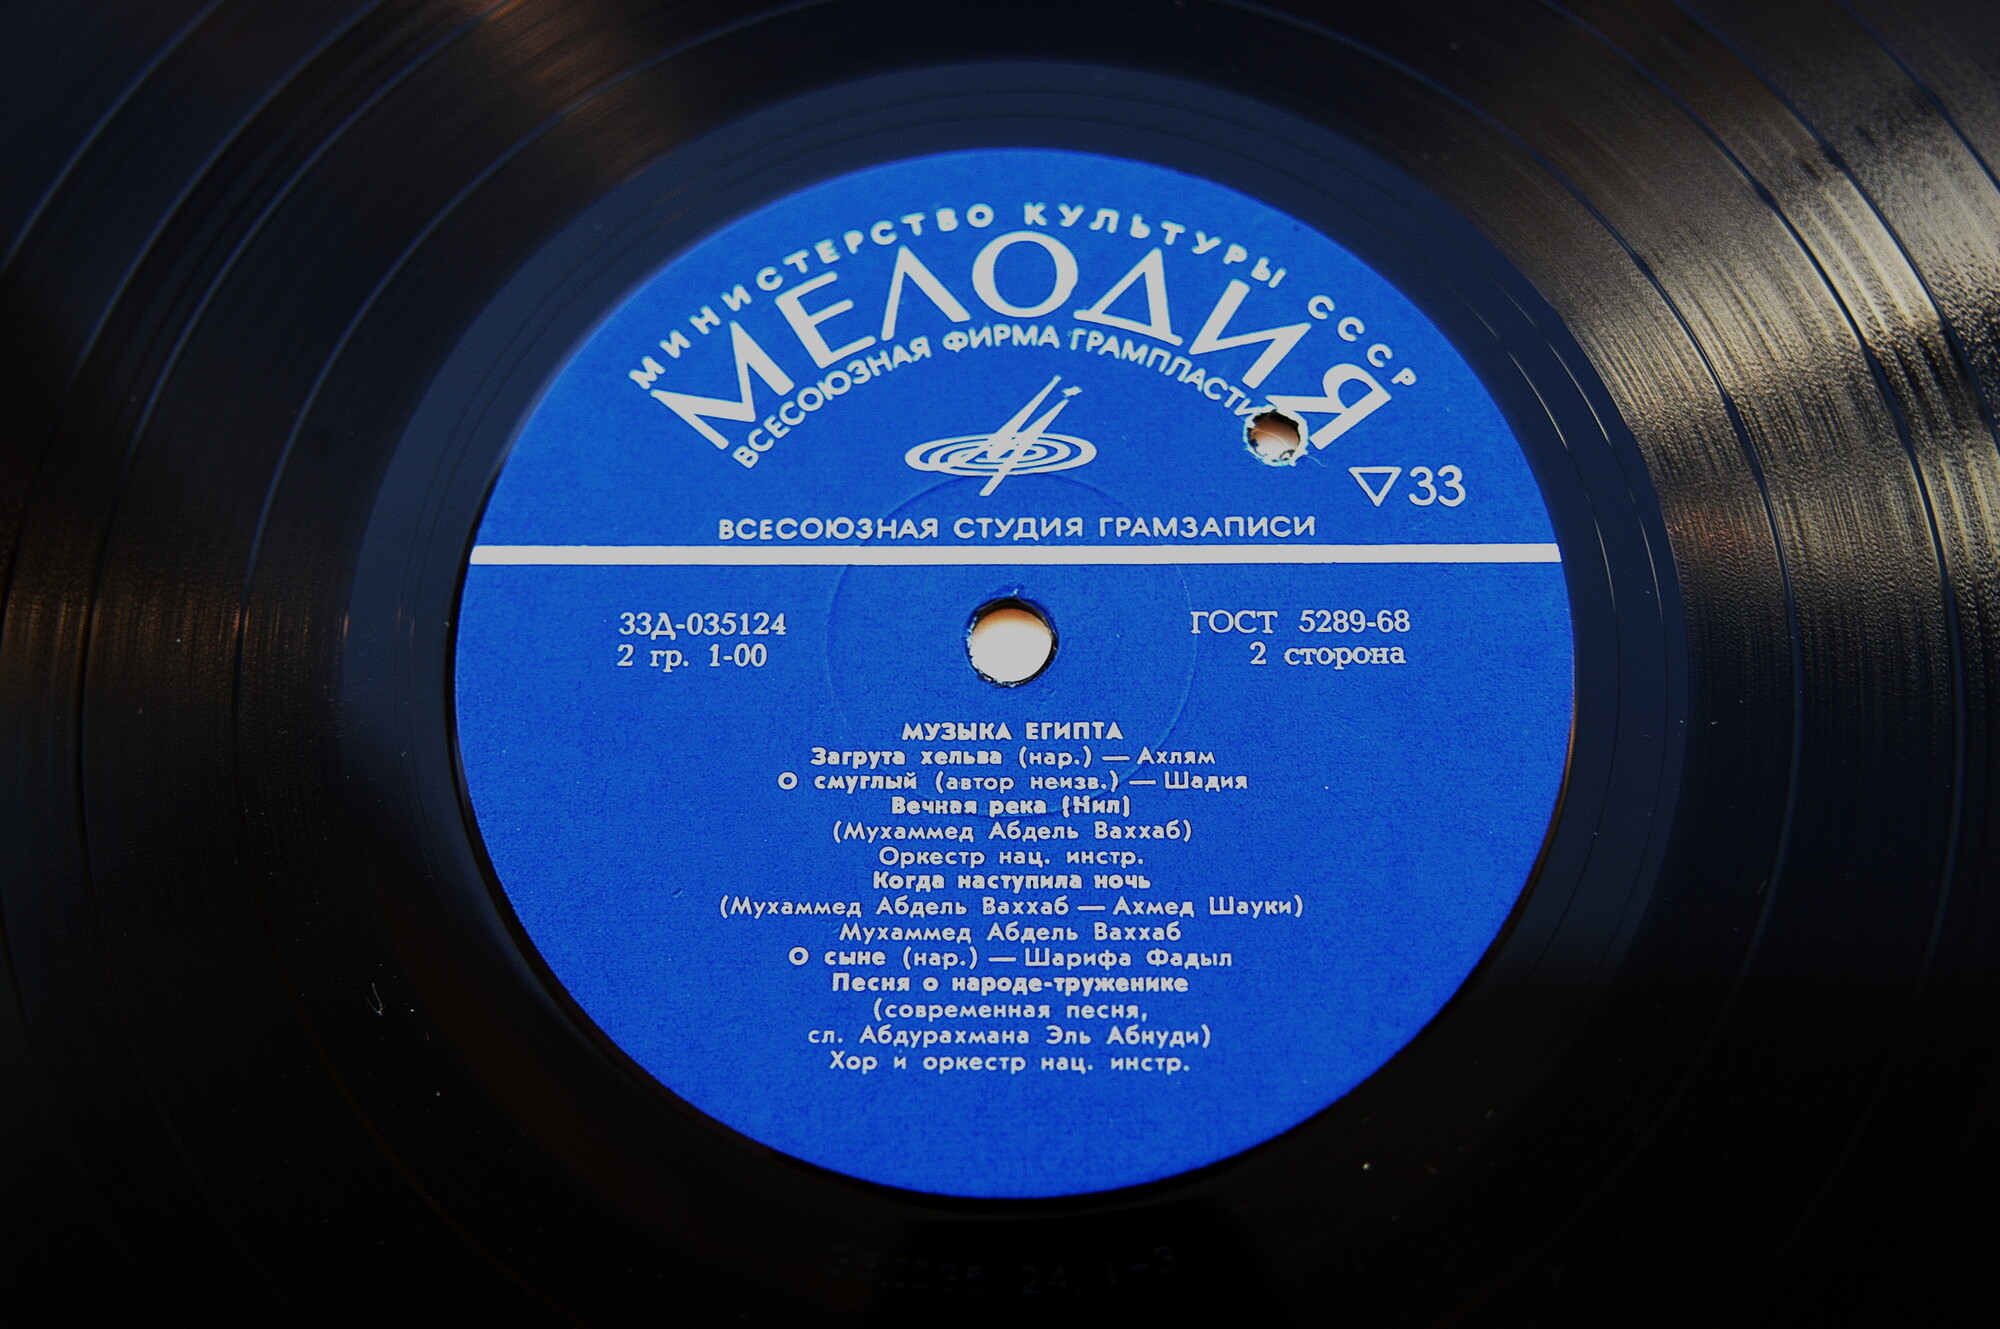 МИНИСТЕРСТВО КУЛЬТУРЫ СССР
МЕЛОДИЯ
ВСЕСОЮЗНАЯ ФИРМА ГРАМПЛАСТИ
▽33
ВСЕСОЮЗНАЯ СТУДИЯ ГРАМЗАПИСИ
33Д-035124
2 гр. 1-00
ГОСТ 5289-68
2 сторона
МУЗЫКА ЕГИПТА
Загрута хельва (нар.) — Ахлям
О смуглый (автор неизв.) — Шадия
Вечная река (Нил)
(Мухаммед Абдель Ваххаб)
Оркестр нац. инстр.
Когда наступила ночь
(Мухаммед Абдель Ваххаб — Ахмед Шауки)
Мухаммед Абдель Ваххаб
О сыне (нар.) — Шарифа Фадыл
Песня о народе-труженике
(современная песня,
сл. Абдурахмана Эль Абнуди)
Хор и оркестр нац. инстр.